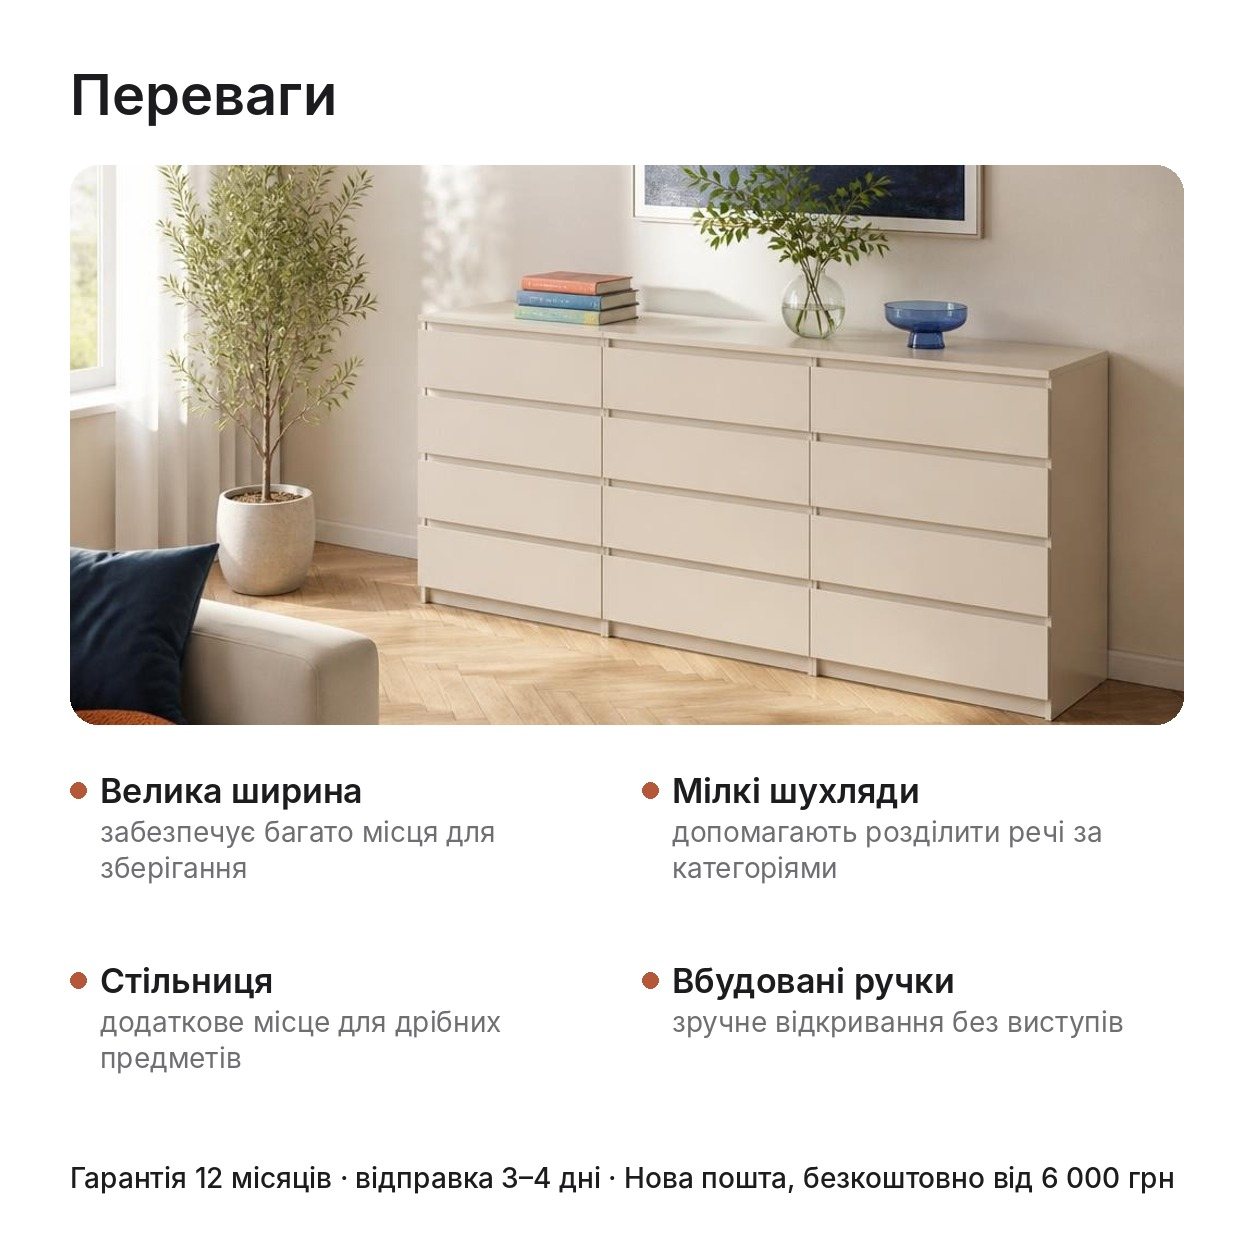 Переваги
Велика ширина
забезпечує багато місця для
зберігання
Мілкі шухляди
допомагають розділити речі за
категоріями
Стільниця
додаткове місце для дрібних
предметів
Вбудовані ручки
зручне відкривання без виступів
Гарантія 12 місяців · відправка 3–4 дні · Нова пошта, безкоштовно від 6 000 грн